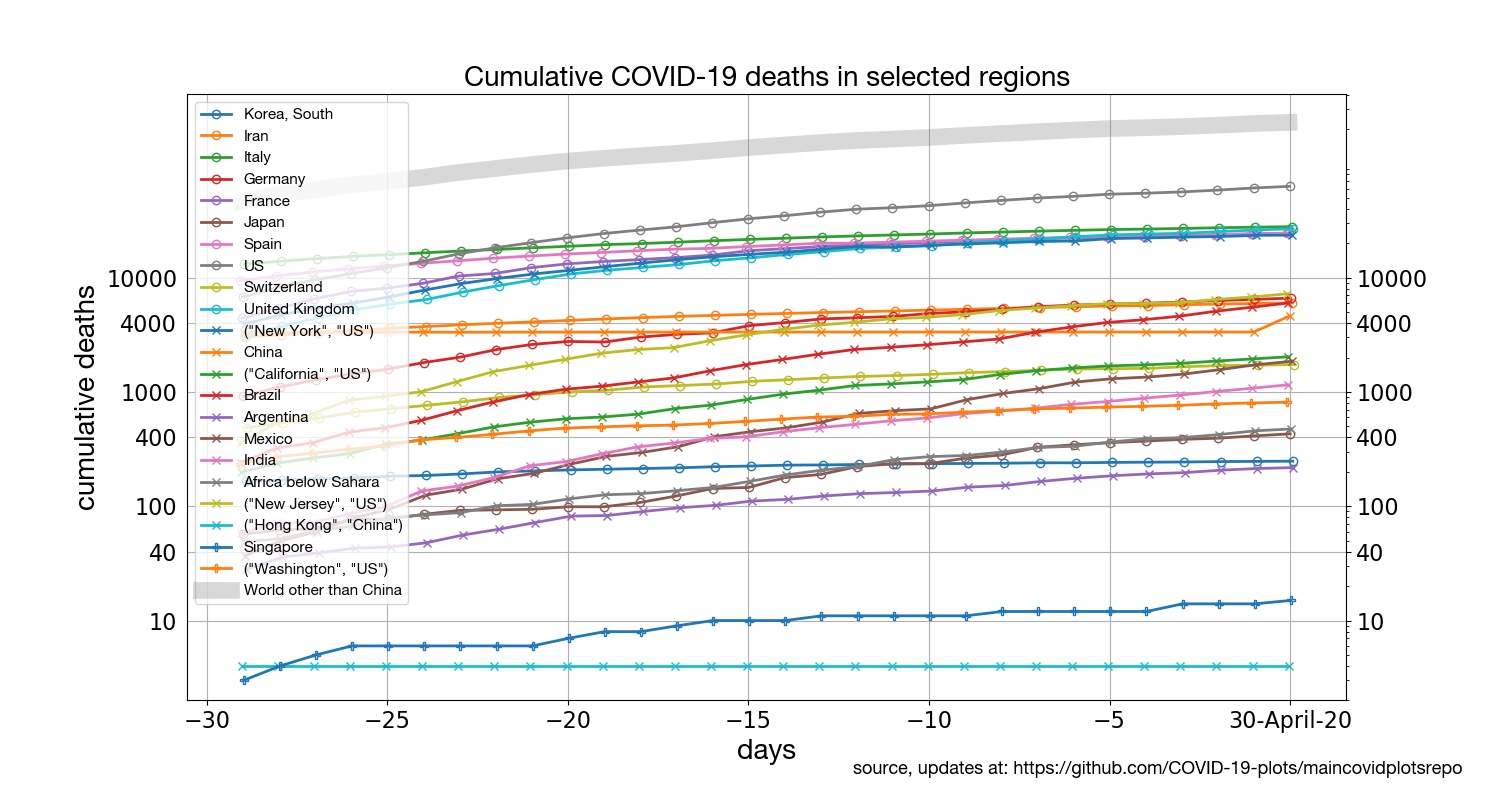 Cumulative COVID-19 deaths in selected regions
Korea, South
Iran
Italy
Germany
France
Japan
Spain
US
Switzerland
United Kingdom
("New York", "US")
China
("California", "US")
Brazil
Argentina
Mexico
India
Africa below Sahara
("New Jersey", "US")
("Hong Kong", "China")
Singapore
("Washington", "US")
World other than China
cumulative deaths
10000
4000
1000
400
100
40
10
10000
4000
1000
400
100
40
10
−30
−25
−20
−15
−10
−5
30-April-20
days
source, updates at: https://github.com/COVID-19-plots/maincovidplotsrepo